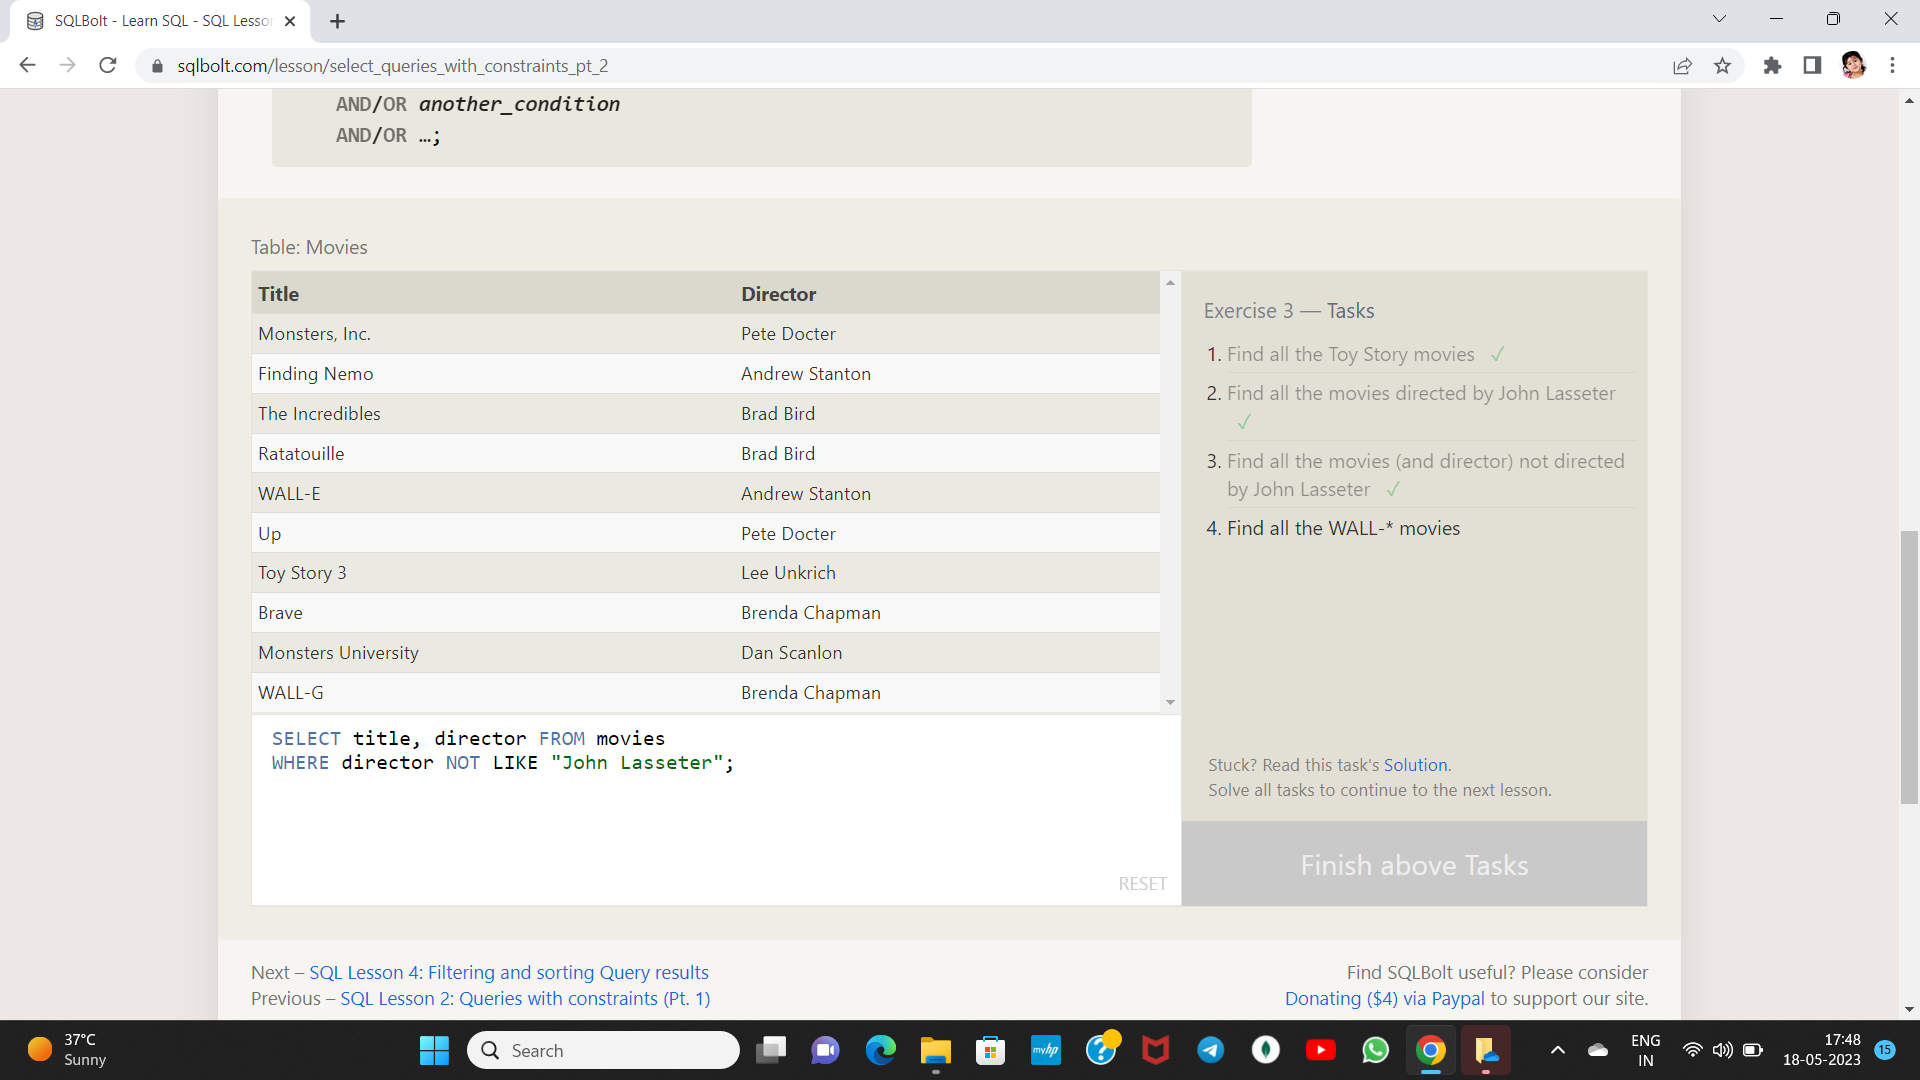 SQLBolt - Learn SQL - SQL Lesson
sqlbolt.com/lesson/select_queries_with_constraints_pt_2
AND/OR another_condition
AND/OR …;
Table: Movies
Title Director
Monsters, Inc. Pete Docter
Finding Nemo Andrew Stanton
The Incredibles Brad Bird
Ratatouille Brad Bird
WALL-E Andrew Stanton
Up Pete Docter
Toy Story 3 Lee Unkrich
Brave Brenda Chapman
Monsters University Dan Scanlon
WALL-G Brenda Chapman
SELECT title, director FROM movies
WHERE director NOT LIKE "John Lasseter";
RESET
Exercise 3 — Tasks
1. Find all the Toy Story movies ✓
2. Find all the movies directed by John Lasseter
✓
3. Find all the movies (and director) not directed
by John Lasseter ✓
4. Find all the WALL-* movies
Stuck? Read this task's Solution.
Solve all tasks to continue to the next lesson.
Finish above Tasks
Next – SQL Lesson 4: Filtering and sorting Query results
Previous – SQL Lesson 2: Queries with constraints (Pt. 1)
Find SQLBolt useful? Please consider
Donating ($4) via Paypal to support our site.
37°C
Sunny
Search
myhp
ENG
IN
17:48
18-05-2023
15